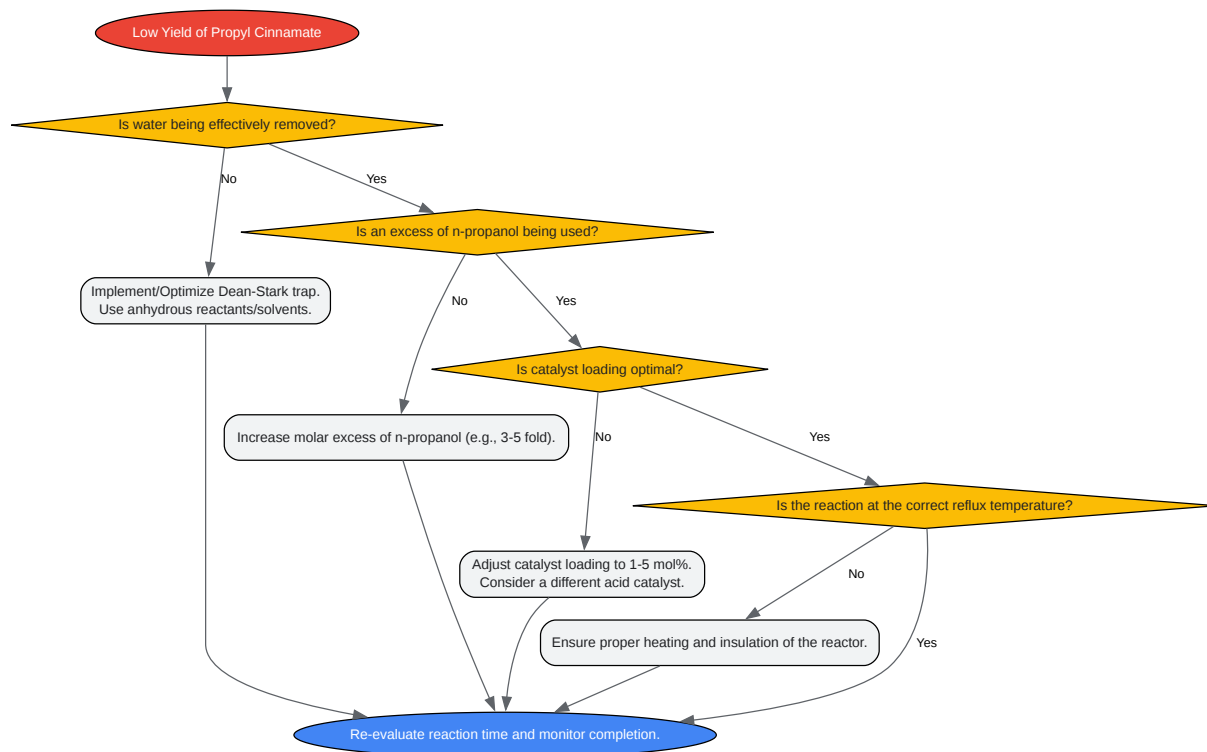 Low Yield of Propyl Cinnamate
Is water being effectively removed?
No
Yes
Is an excess of n-propanol being used?
Implement/Optimize Dean-Stark trap.
Use anhydrous reactants/solvents.
No
Yes
Is catalyst loading optimal?
Increase molar excess of n-propanol (e.g., 3-5 fold).
No
Yes
Is the reaction at the correct reflux temperature?
Adjust catalyst loading to 1-5 mol%.
Consider a different acid catalyst.
No
Ensure proper heating and insulation of the reactor.
Yes
Re-evaluate reaction time and monitor completion.